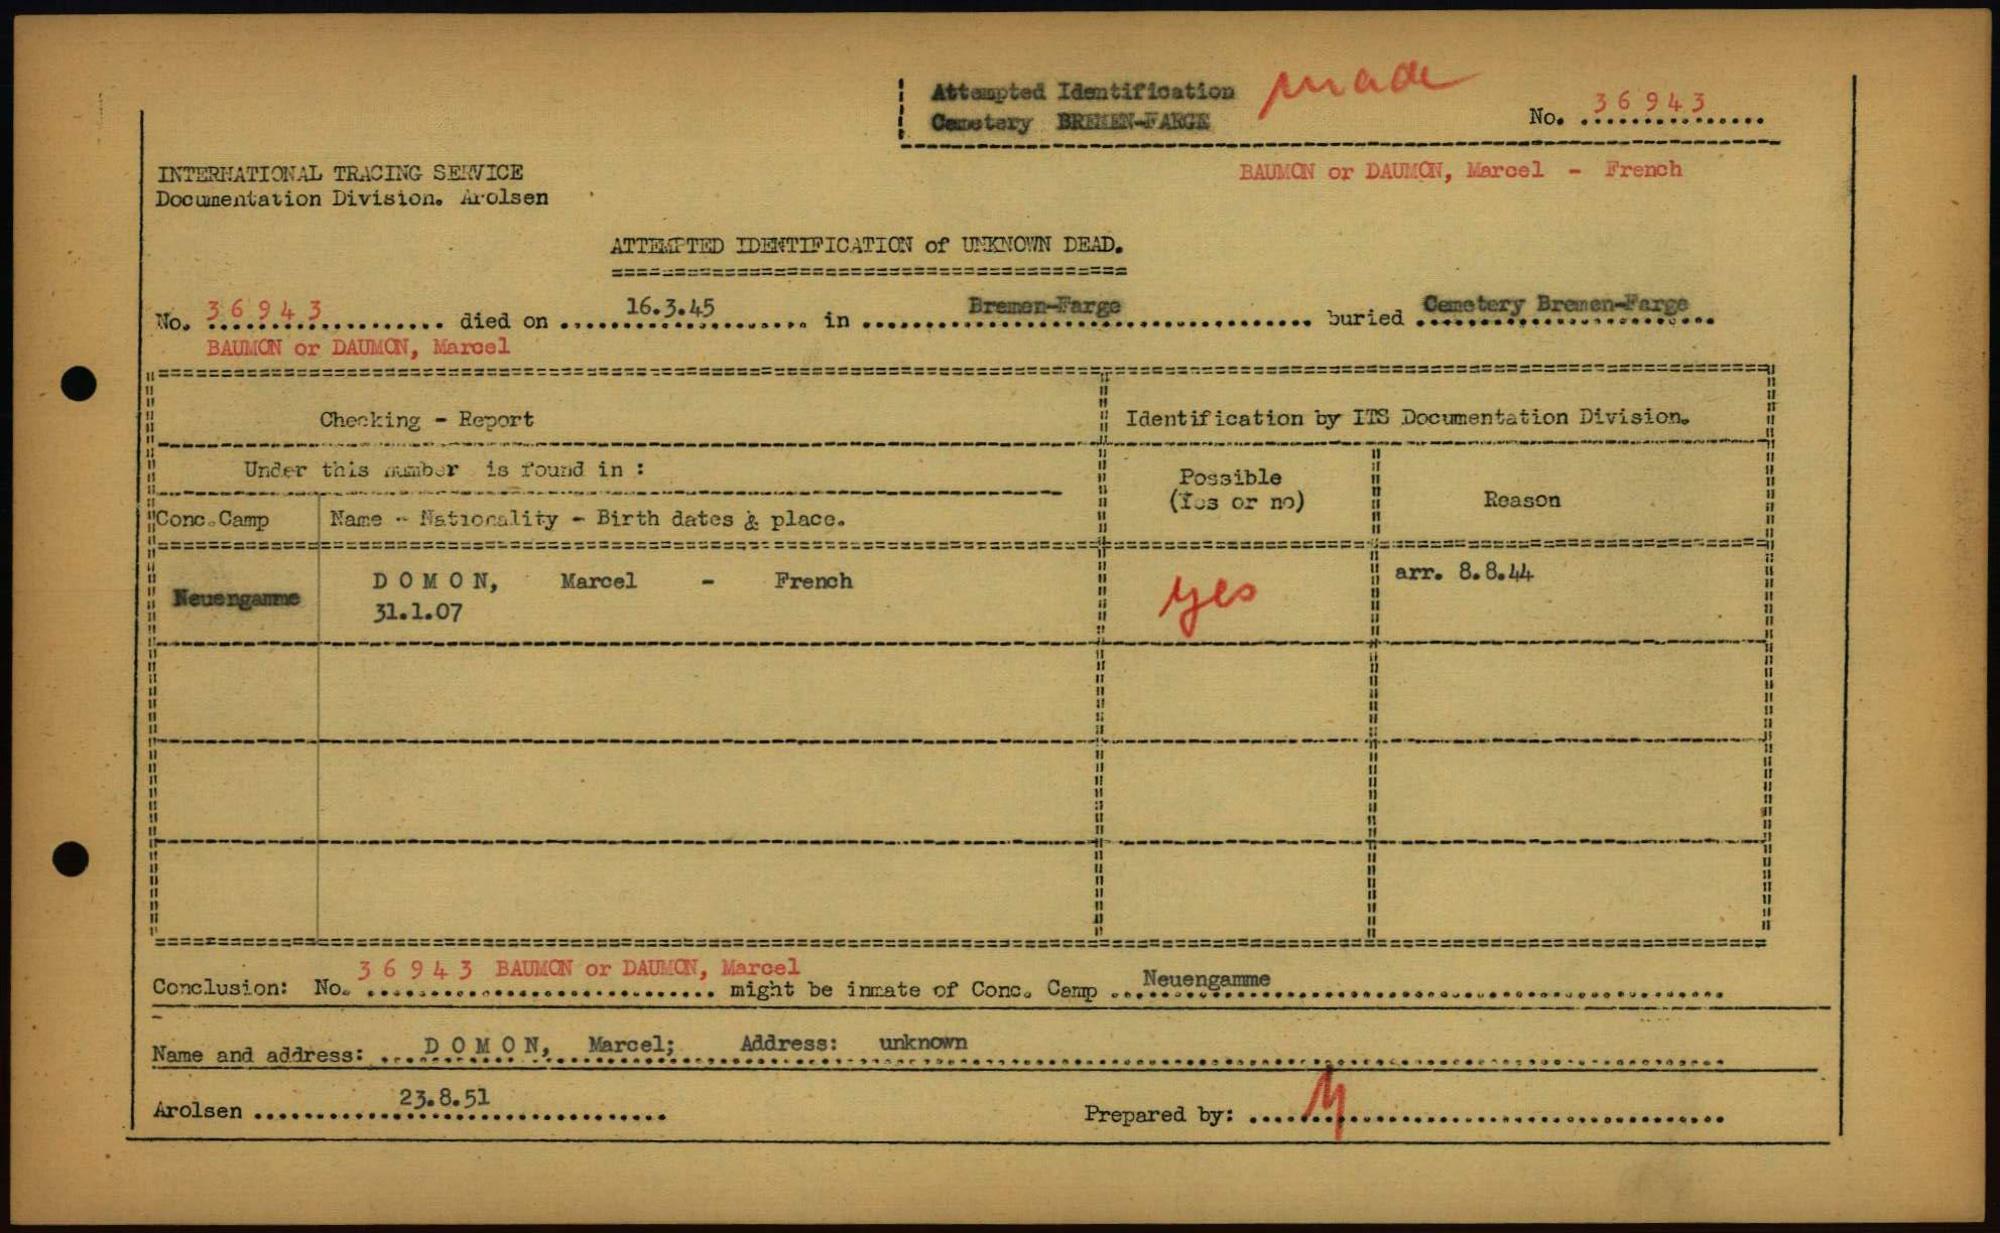 Attempted Identification made
Cemetery BREMEN-FARGE
No. 36943
BAUMON or DAUMON, Marcel - French
INTERNATIONAL TRACING SERVICE
Documentation Division. Arolsen
ATTEMPTED IDENTIFICATION of UNKNOWN DEAD.
No. 36943 died on 16.3.45 in Bremen-Farge buried Cemetery Bremen-Farge
BAUMON or DAUMON, Marcel
Checking - Report
Identification by ITS Documentation Division.
Under this number is found in :
Possible
(Yes or no)
Reason
Conc.Camp
Name - Nationality - Birth dates & place.
Neuengamme
D O M O N, Marcel - French
31.1.07
yes
arr. 8.8.44
Conclusion: No. 36943 BAUMON or DAUMON, Marcel might be inmate of Conc. Camp Neuengamme
Name and address: D O M O N, Marcel; Address: unknown
Arolsen 23.8.51
Prepared by: